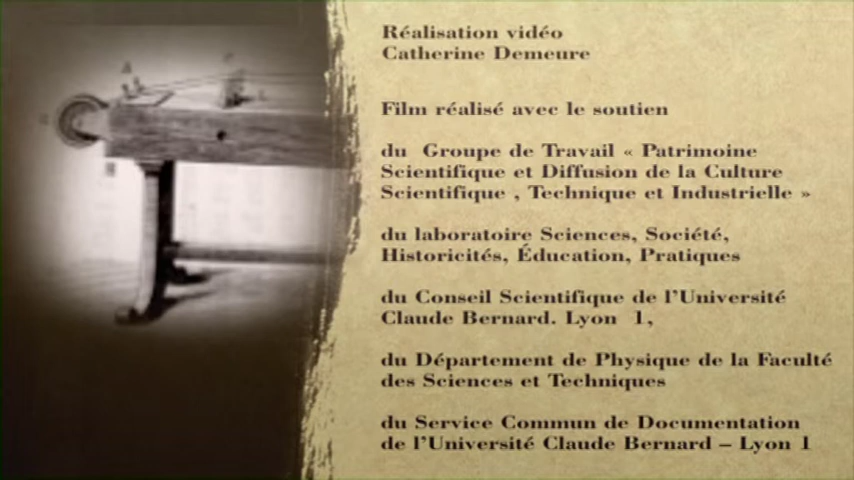 Réalisation vidéo
Catherine Demeure
Film réalisé avec le soutien
du Groupe de Travail « Patrimoine
Scientifique et Diffusion de la Culture
Scientifique , Technique et Industrielle »
du laboratoire Sciences, Société,
Historicités, Éducation, Pratiques
du Conseil Scientifique de l'Université
Claude Bernard. Lyon 1,
du Département de Physique de la Faculté
des Sciences et Techniques
du Service Commun de Documentation
de l'Université Claude Bernard – Lyon 1